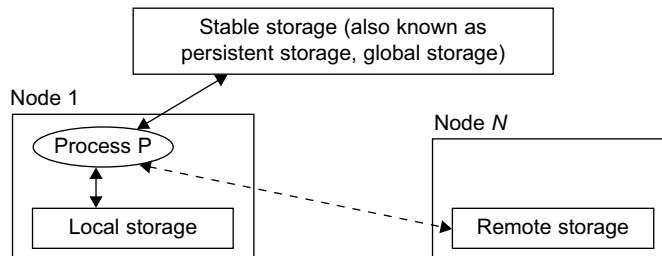 Stable storage (also known as
persistent storage, global storage)
Node 1
Node N
Process P
Local storage
Remote storage